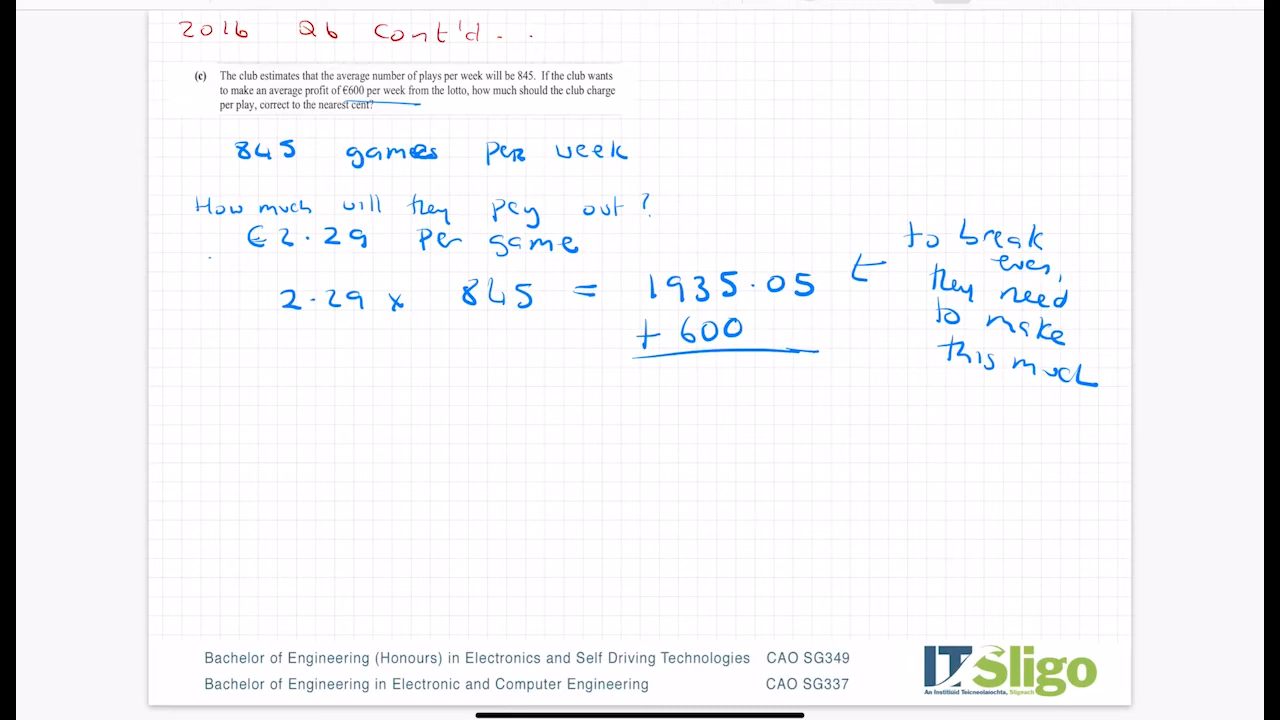 2016 Q6 Cont'd...
(c) The club estimates that the average number of plays per week will be 845. If the club wants
to make an average profit of €600 per week from the lotto, how much should the club charge
per play, correct to the nearest cent?
845 games per week
How much will they pay out?
€2.29 per game
2.29 x 845 = 1935.05
+ 600
to break
even,
they need
to make
this much
Bachelor of Engineering (Honours) in Electronics and Self Driving Technologies CAO SG349
Bachelor of Engineering in Electronic and Computer Engineering CAO SG337
IT Sligo
An Institiúid Teicneolaíochta, Sligeach